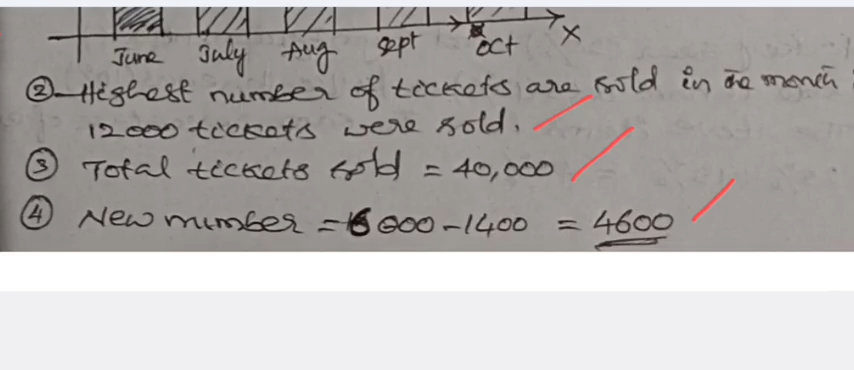 June July Aug Sept Oct X
② Highest number of tickets are sold in the month
12000 tickets were sold.
③ Total tickets sold = 40,000
④ New number = 6000 - 1400 = 4600